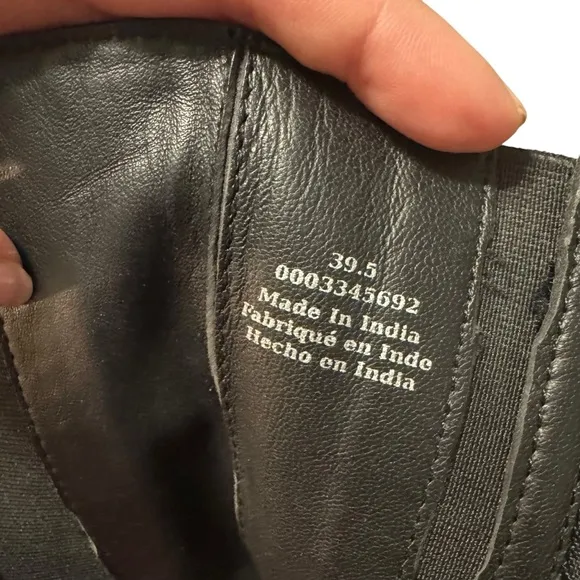 39.5
0003345692
Made In India
Fabriqué en Inde
Hecho en India